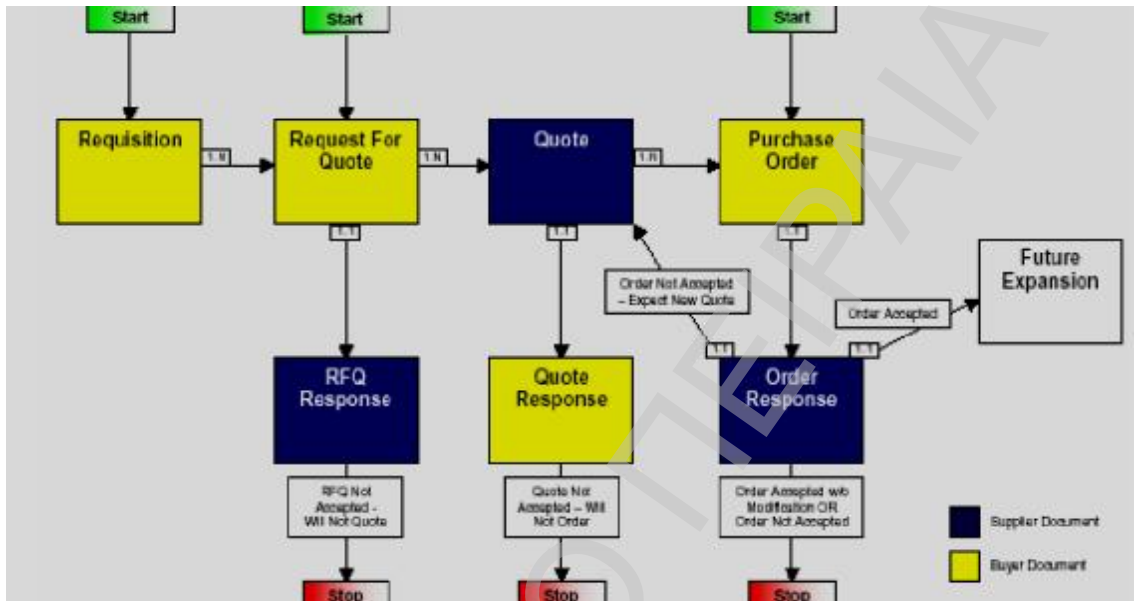 Start
Start
Start
Requisition
1..N
Request For
Quote
1..N
Quote
1..N
Purchase
Order
1..1
1..1
1..1
Future
Expansion
Order Not Accepted
– Expect New Quote
Order Accepted
1..1
1..1
RFQ
Response
Quote
Response
Order
Response
RFQ Not
Accepted -
Will Not Quote
Quote Not
Accepted – Will
Not Order
Order Accepted w/o
Modification OR
Order Not Accepted
Supplier Document
Buyer Document
Stop
Stop
Stop
Ο ΠΕΙΡΑΙΑ